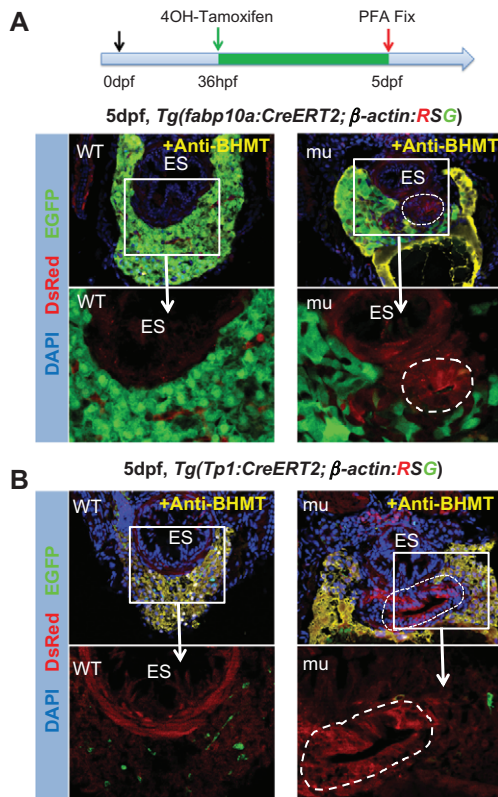 A
4OH-Tamoxifen PFA Fix
0dpf 36hpf 5dpf
5dpf, Tg(fabp10a:CreERT2; β-actin:RSG)
DAPI DsRed EGFP
WT +Anti-BHMT
ES
mu +Anti-BHMT
ES
WT
ES
mu
ES
B
5dpf, Tg(Tp1:CreERT2; β-actin:RSG)
DAPI DsRed EGFP
WT +Anti-BHMT
ES
mu +Anti-BHMT
ES
WT
ES
mu